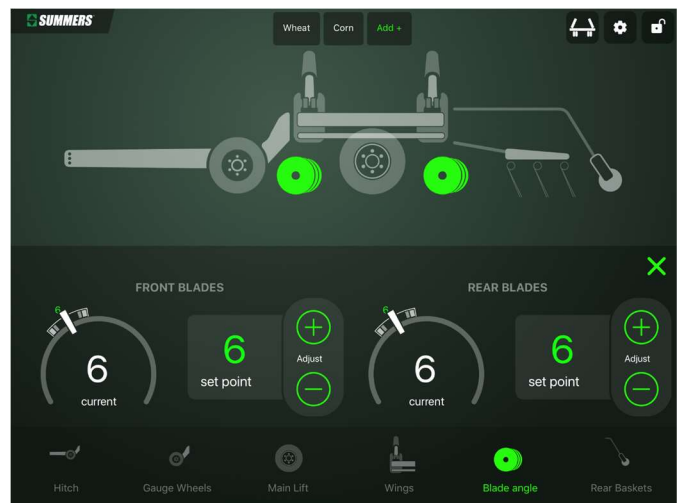 SUMMERS
Wheat
Corn
Add +
FRONT BLADES
REAR BLADES
6
6
current
6
set point
Adjust
6
6
current
6
set point
Adjust
Hitch
Gauge Wheels
Main Lift
Wings
Blade angle
Rear Baskets